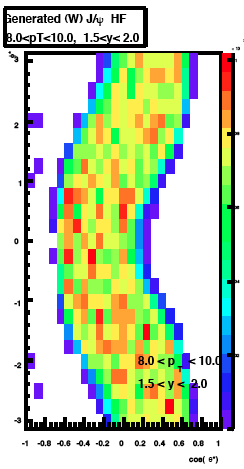 Generated (W) J/ψ HF
8.0<pT<10.0, 1.5<y< 2.0
3
2
1
0
-1
-2
-3
8.0 < p_T < 10.0
1.5 < y < 2.0
-1 -0.8 -0.6 -0.4 -0.2 0 0.2 0.4 0.6 0.8 1
cos( θ*)